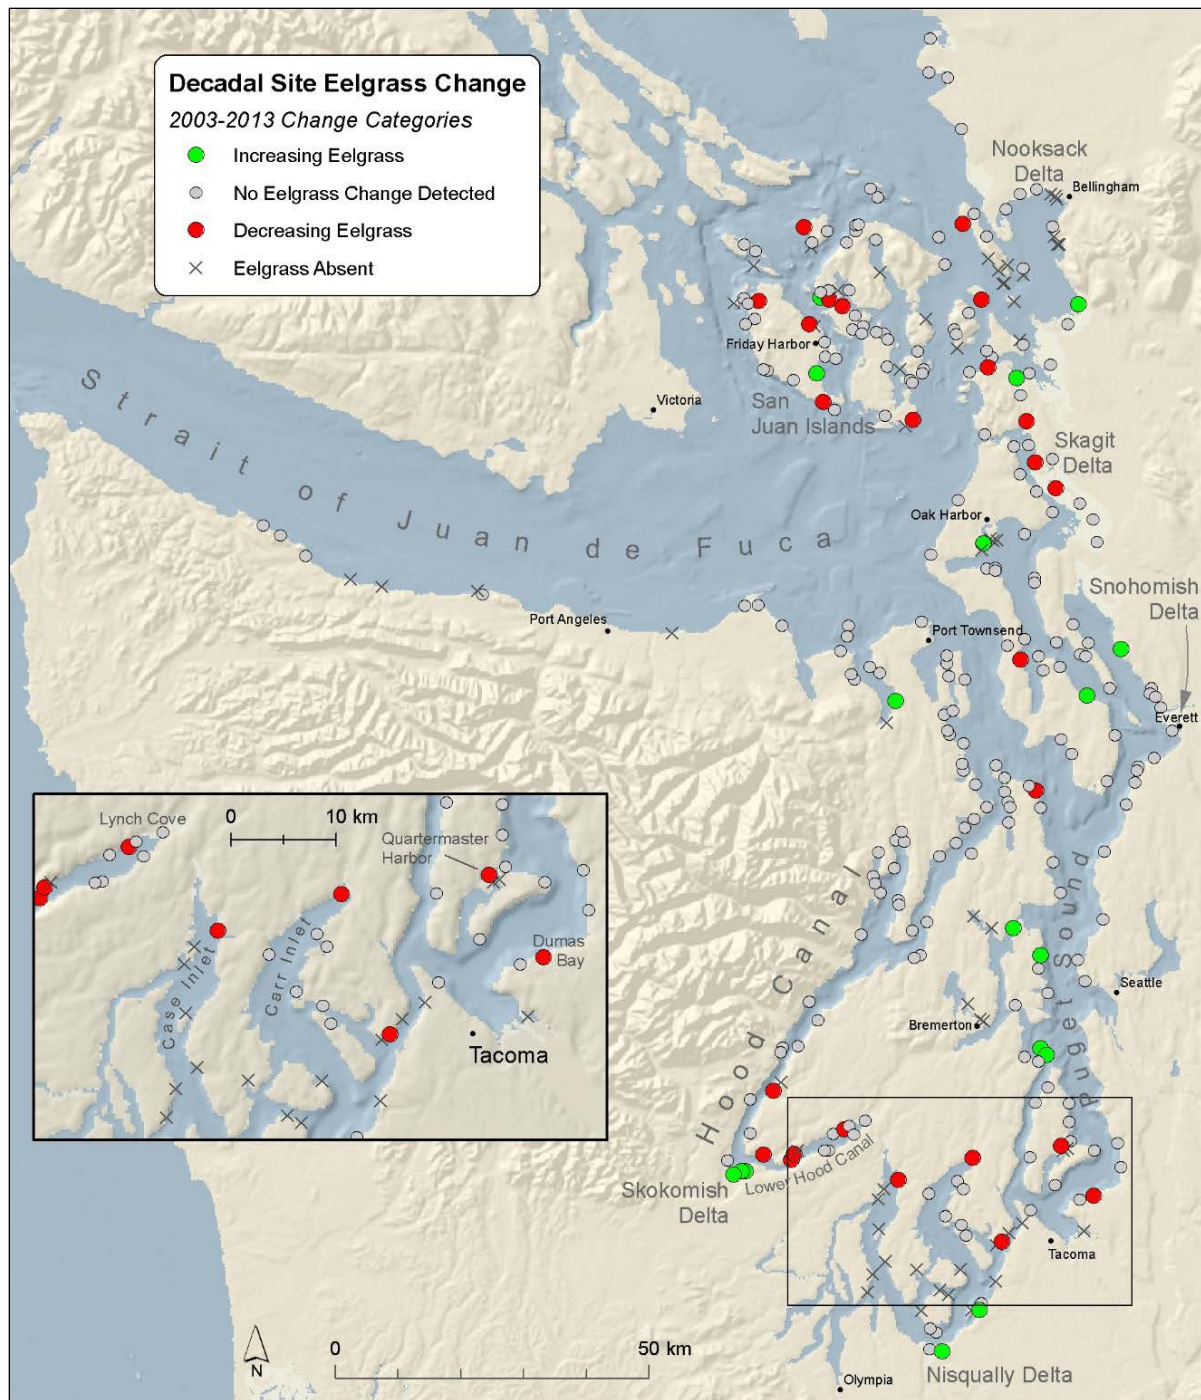 Decadal Site Eelgrass Change
2003-2013 Change Categories
Increasing Eelgrass
No Eelgrass Change Detected
Decreasing Eelgrass
Eelgrass Absent
Nooksack
Delta
Bellingham
Friday Harbor
Victoria
San
Juan Islands
Skagit
Delta
Strait of Juan de Fuca
Oak Harbor
Snohomish
Delta
Port Angeles
Port Townsend
Everett
Hood Canal
Puget Sound
Seattle
Bremerton
Lynch Cove
0 10 km
Quartermaster
Harbor
Dumas
Bay
Case Inlet
Carr Inlet
Tacoma
Lower Hood Canal
Skokomish
Delta
Tacoma
N
0 50 km
Nisqually Delta
Olympia